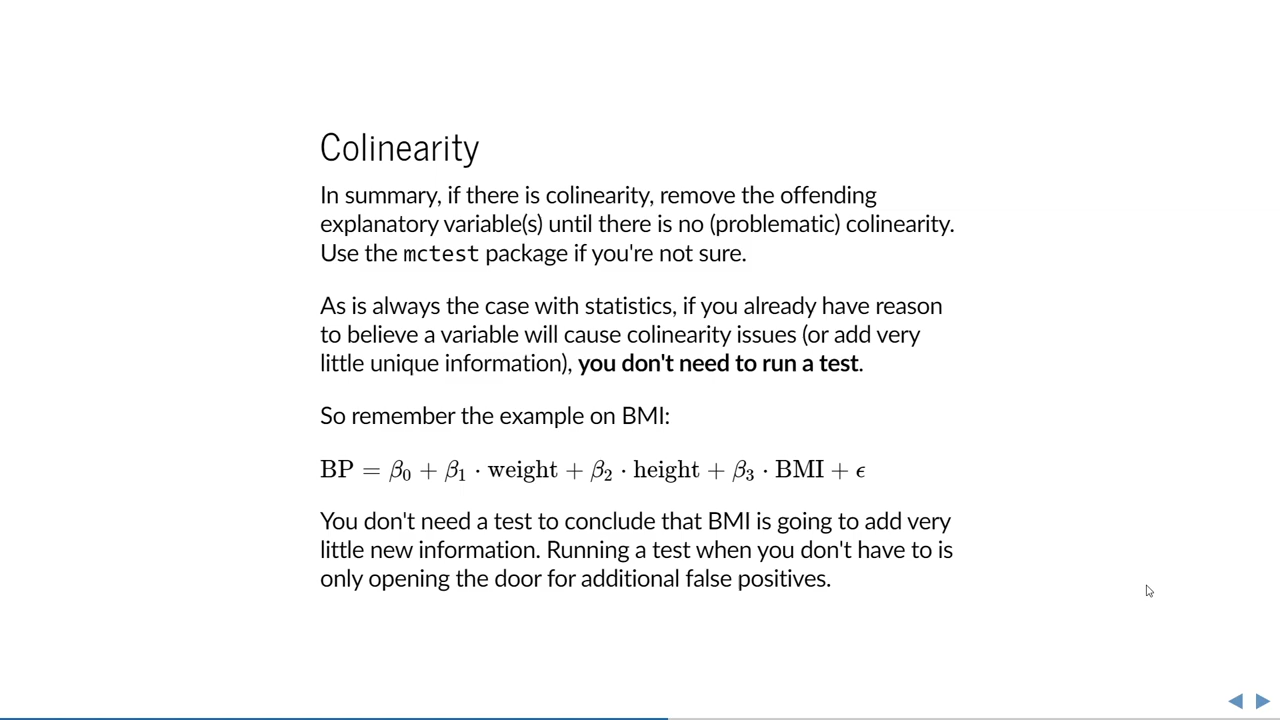 Colinearity
In summary, if there is colinearity, remove the offending
explanatory variable(s) until there is no (problematic) colinearity.
Use the mctest package if you're not sure.
As is always the case with statistics, if you already have reason
to believe a variable will cause colinearity issues (or add very
little unique information), you don't need to run a test.
So remember the example on BMI:
BP = β₀ + β₁ · weight + β₂ · height + β₃ · BMI + ϵ
You don't need a test to conclude that BMI is going to add very
little new information. Running a test when you don't have to is
only opening the door for additional false positives.